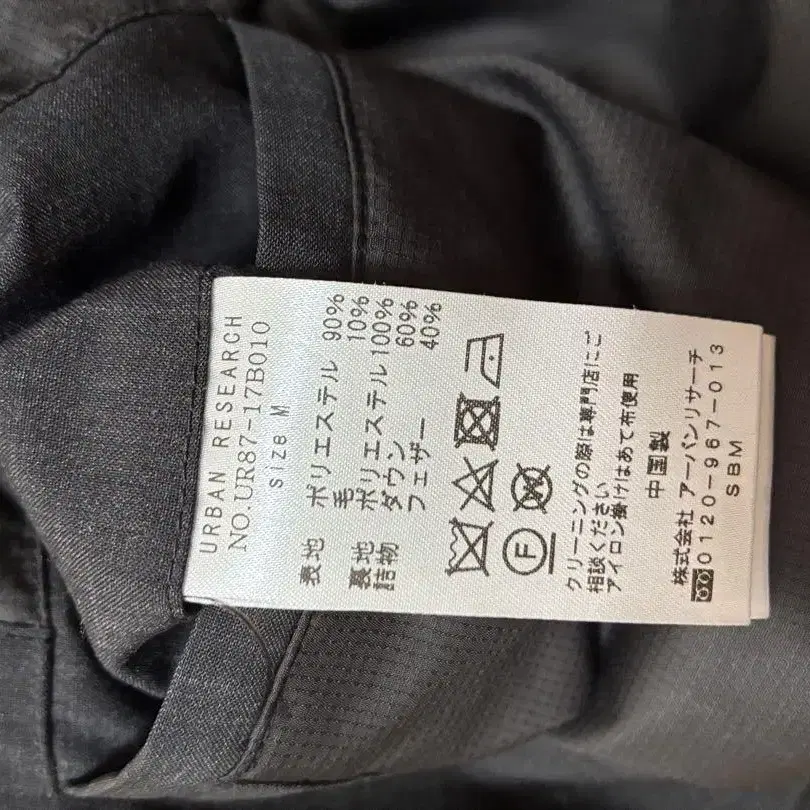 URBAN RESEARCH
NO.UR87-17B010
SIZE M
表地 ポリエステル 90%
毛 10%
裏地 ポリエステル 100%
詰物 ダウン 60%
フェザー 40%
F W
クリーニングの際は専門店にご
相談ください
アイロン掛けはあて布使用
中国製
株式会社 アーバンリサーチ
0120-967-013
SBM